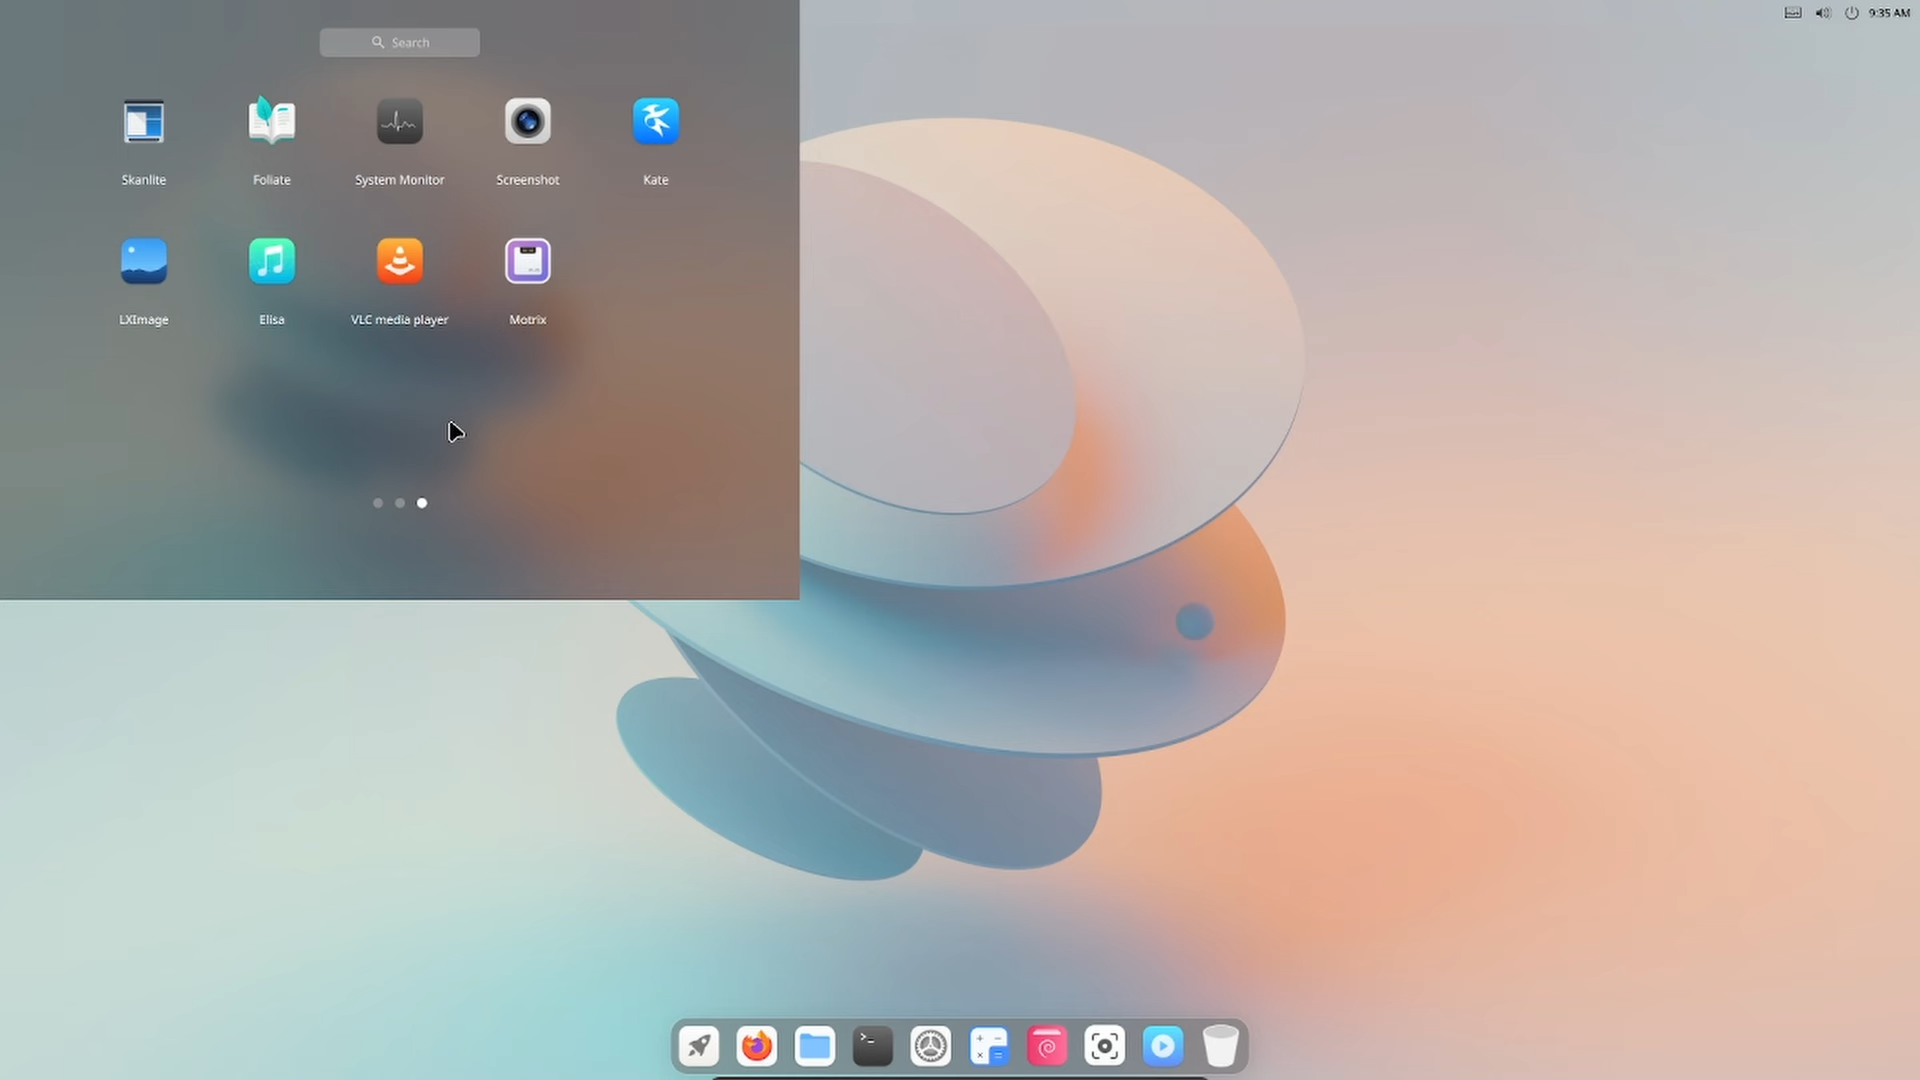 9:35 AM
Search
Skanlite
Foliate
System Monitor
Screenshot
Kate
LXImage
Elisa
VLC media player
Motrix